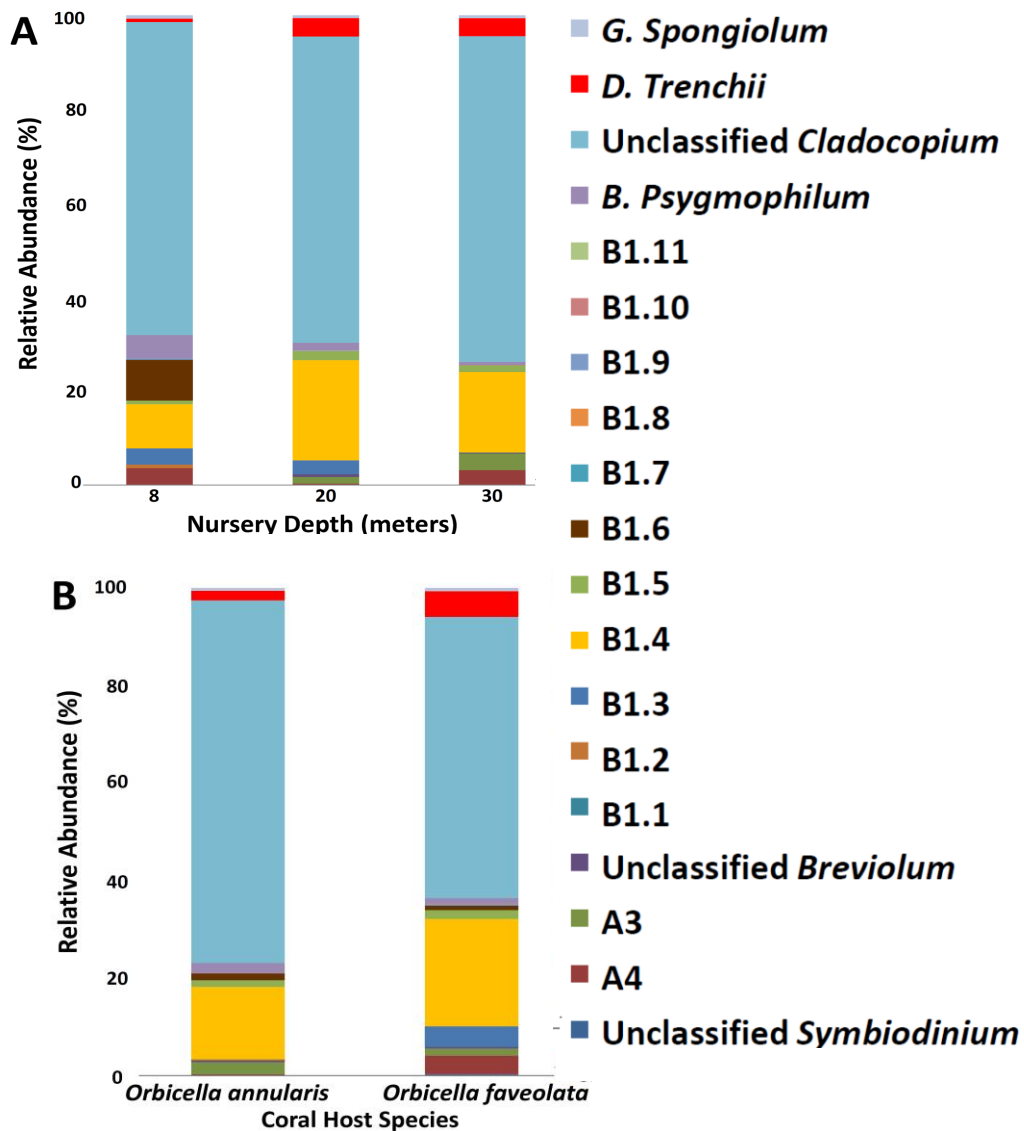 A
Relative Abundance (%)
100
80
60
40
20
0
8 20 30
Nursery Depth (meters)
B
Relative Abundance (%)
100
80
60
40
20
0
Orbicella annularis Orbicella faveolata
Coral Host Species
G. Spongiolum
D. Trenchii
Unclassified Cladocopium
B. Psygmophilum
B1.11
B1.10
B1.9
B1.8
B1.7
B1.6
B1.5
B1.4
B1.3
B1.2
B1.1
Unclassified Breviolum
A3
A4
Unclassified Symbiodinium